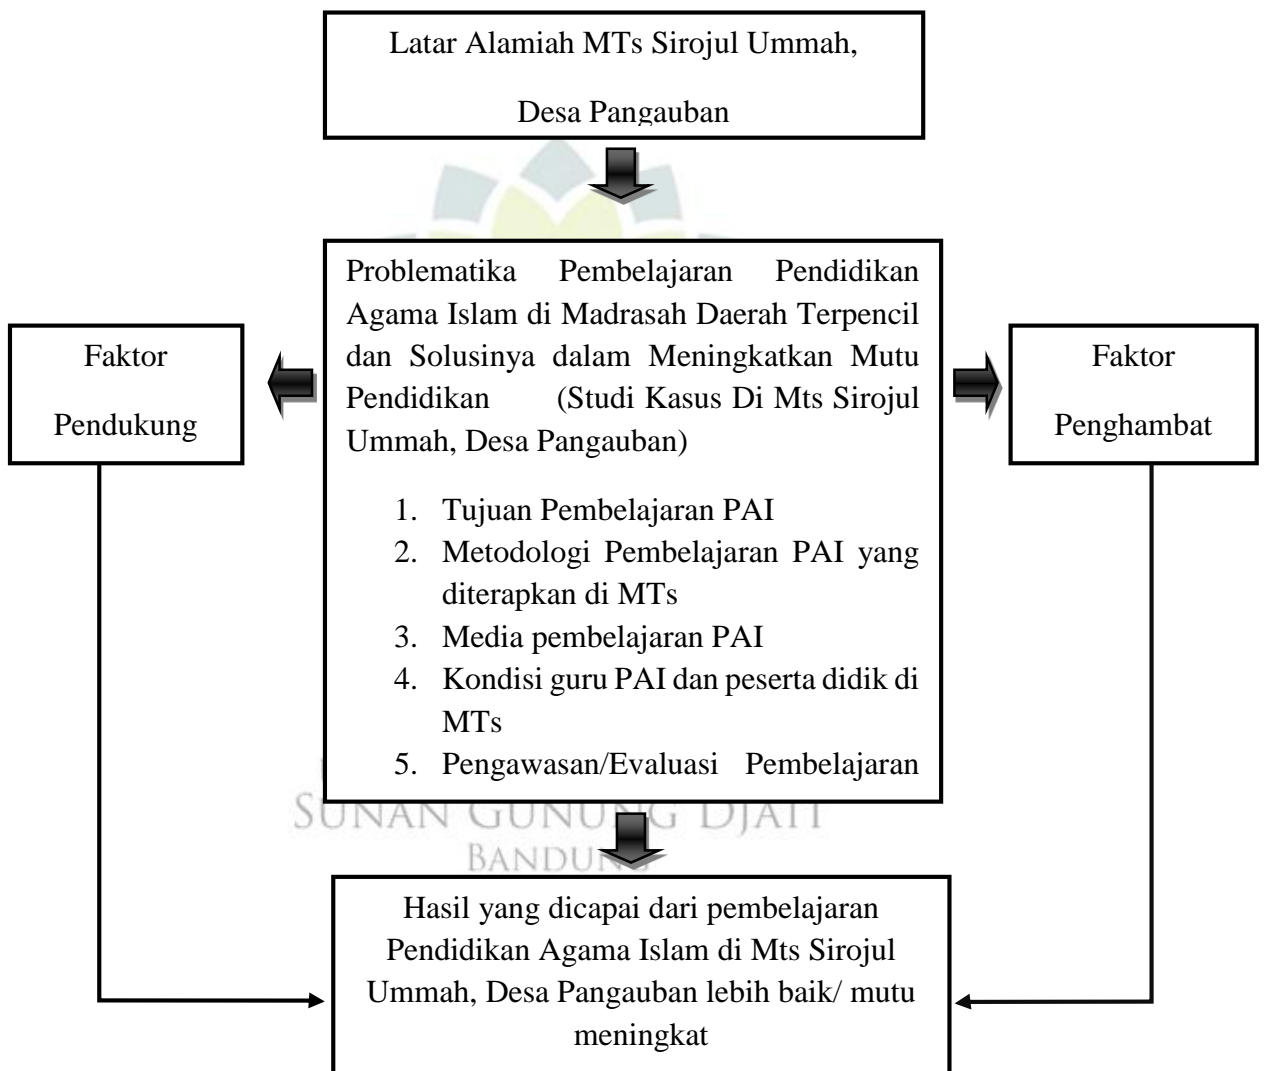 Latar Alamiah MTs Sirojul Ummah,
Desa Pangauban
Problematika Pembelajaran Pendidikan
Agama Islam di Madrasah Daerah Terpencil
dan Solusinya dalam Meningkatkan Mutu
Pendidikan (Studi Kasus Di Mts Sirojul
Ummah, Desa Pangauban)
1. Tujuan Pembelajaran PAI
2. Metodologi Pembelajaran PAI yang
diterapkan di MTs
3. Media pembelajaran PAI
4. Kondisi guru PAI dan peserta didik di
MTs
5. Pengawasan/Evaluasi Pembelajaran
Faktor
Pendukung
Faktor
Penghambat
SUNAN GUNUNG DJATI
BANDUNG
Hasil yang dicapai dari pembelajaran
Pendidikan Agama Islam di Mts Sirojul
Ummah, Desa Pangauban lebih baik/ mutu
meningkat